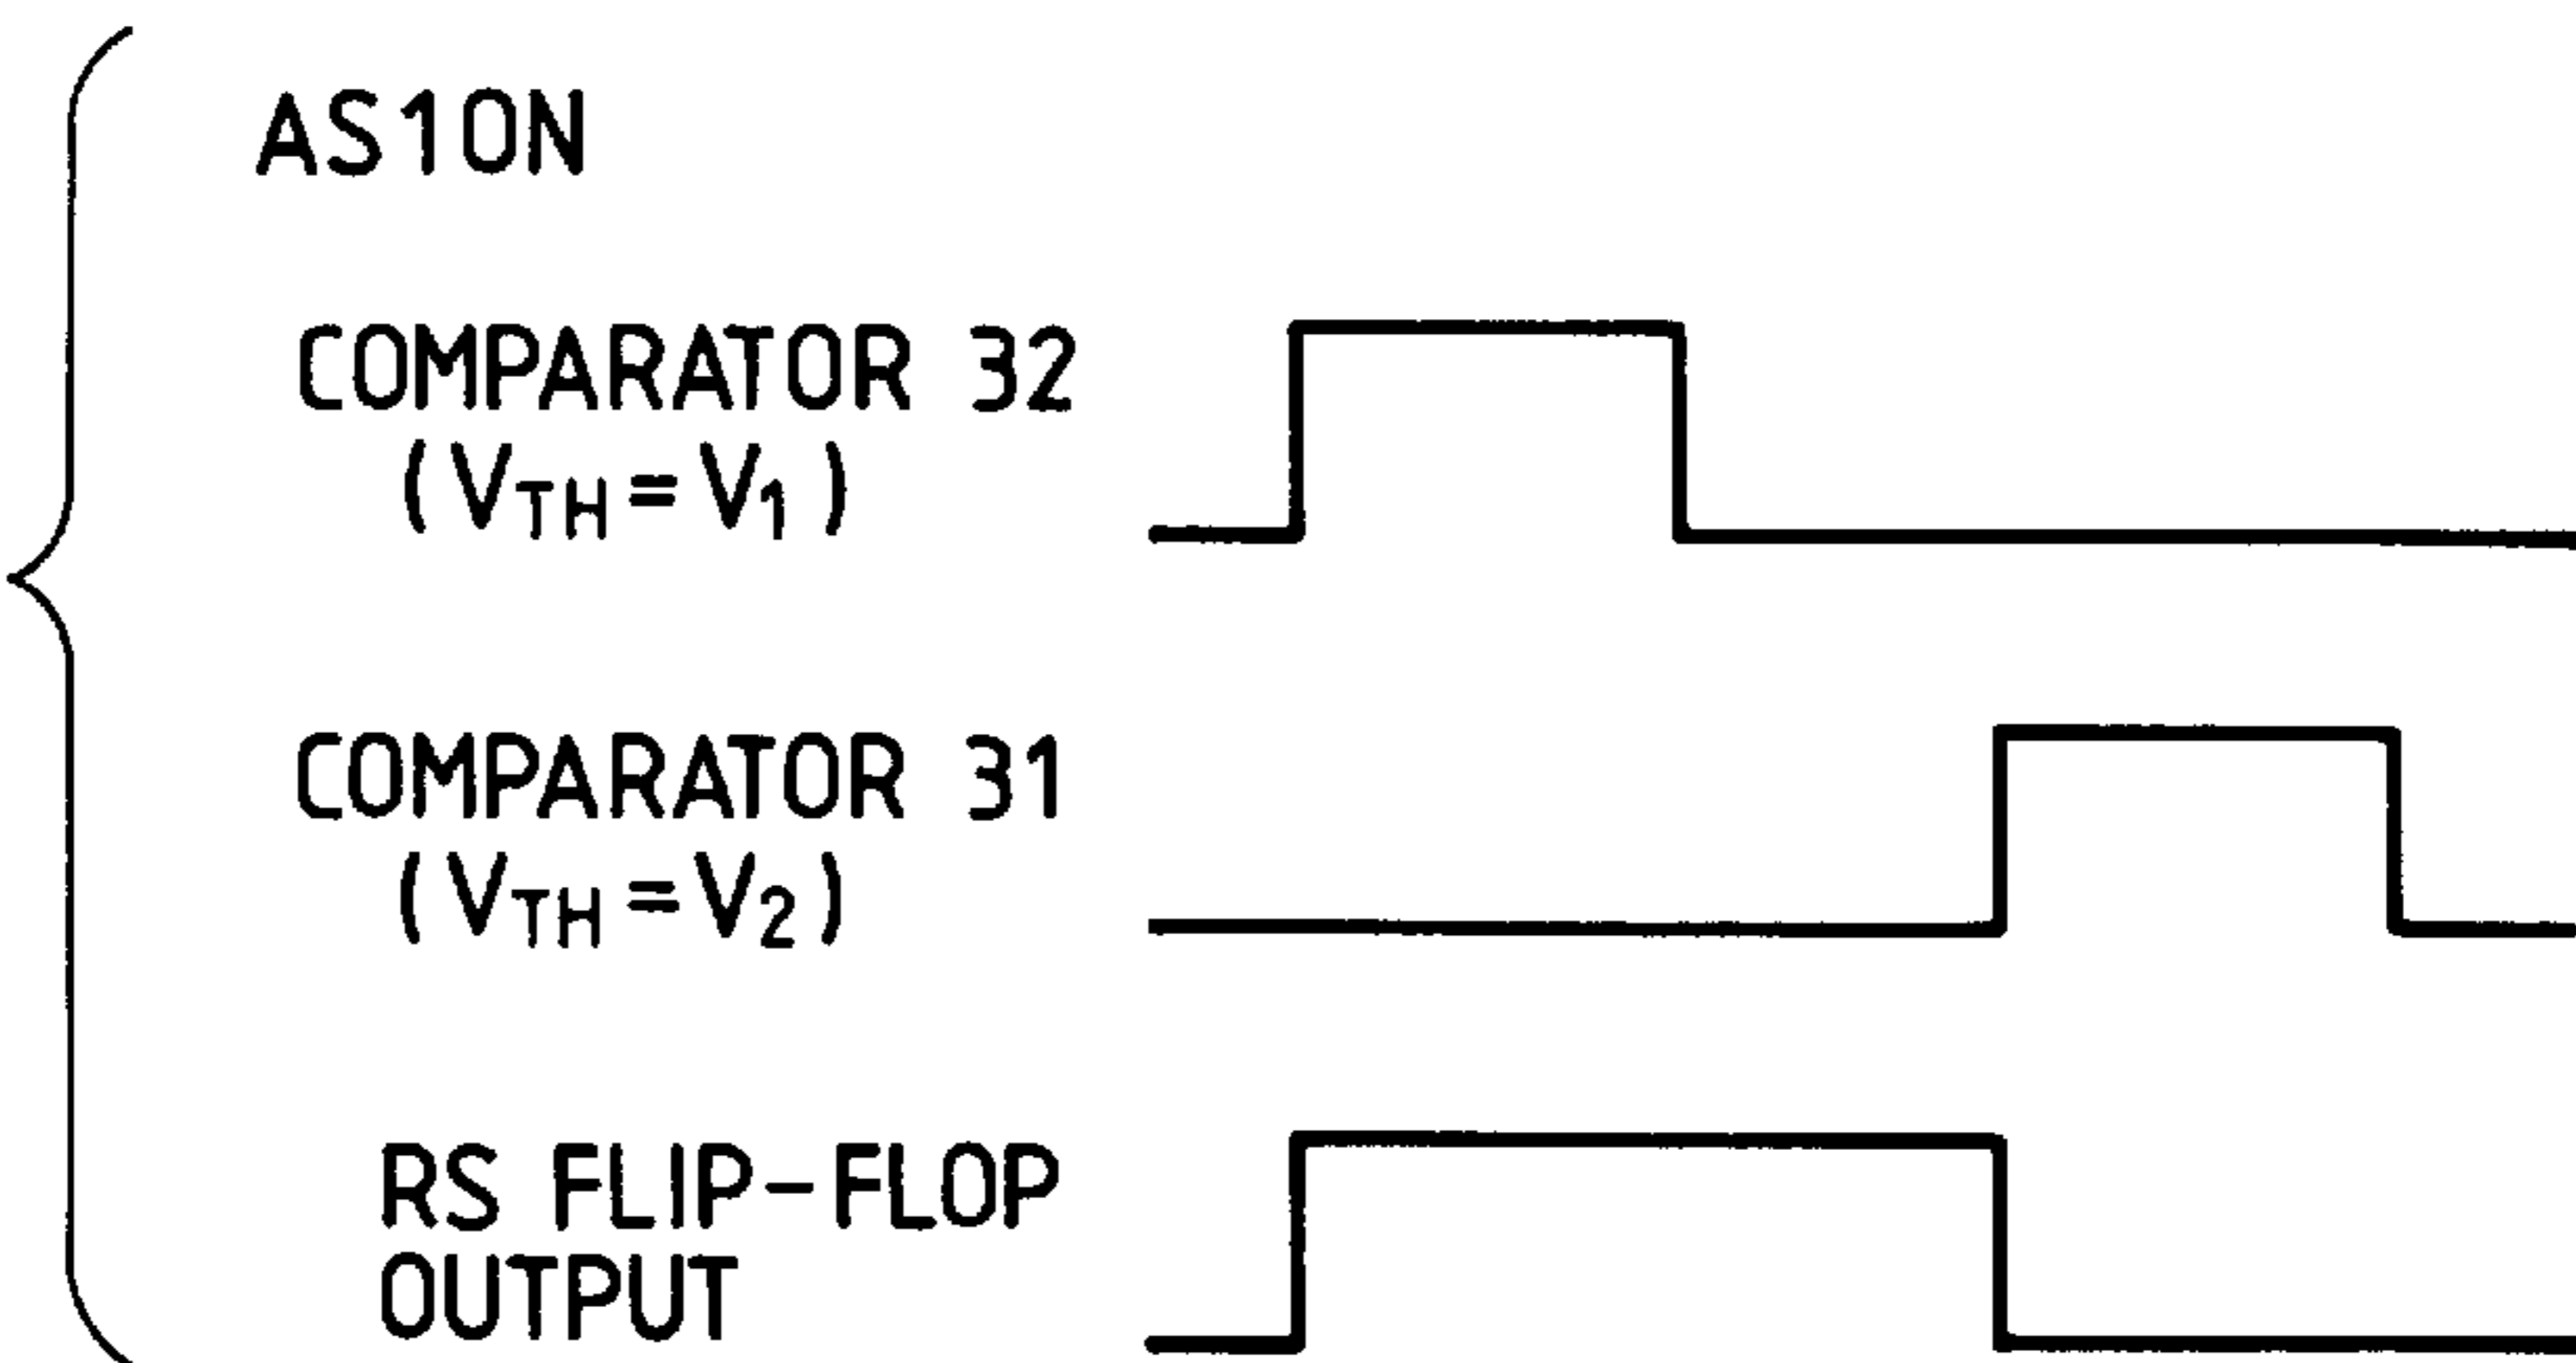 AS1ON
COMPARATOR 32
(VTH=V1)
COMPARATOR 31
(VTH=V2)
RS FLIP-FLOP
OUTPUT